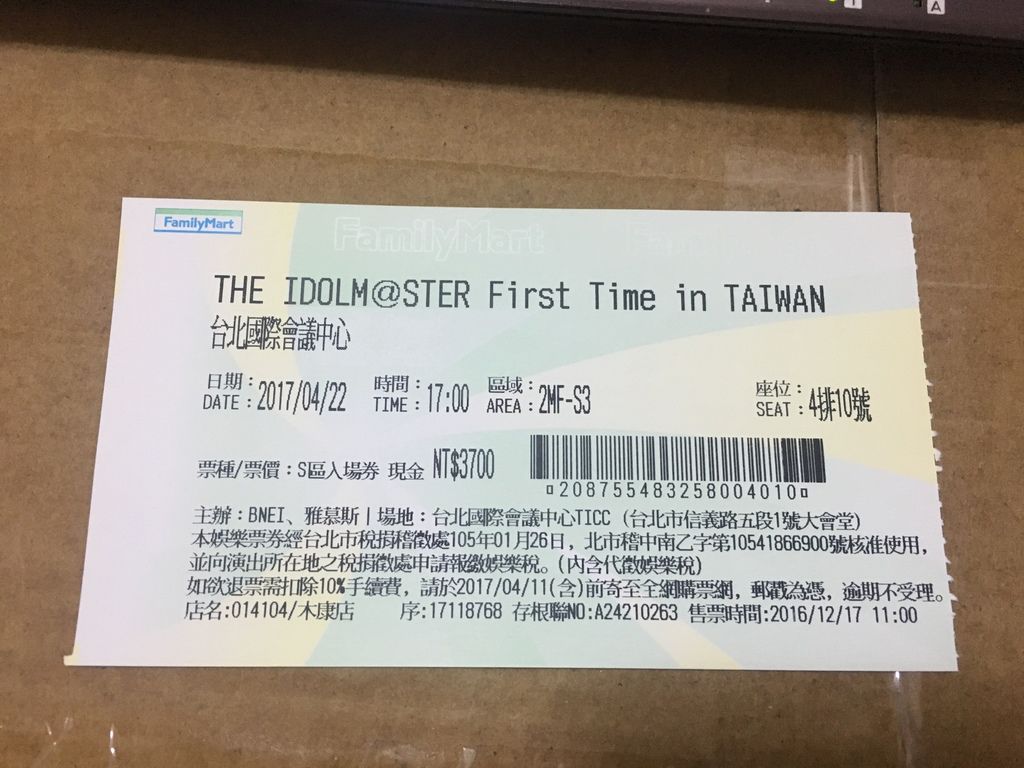 FamilyMart
FamilyMart
FamilyMart
THE IDOLM@STER First Time in TAIWAN
台北國際會議中心
日期: 時間: 區域: 座位:
DATE: 2017/04/22 TIME: 17:00 AREA: 2MF-S3 SEAT: 4排10號
票種/票價:S區入場券 現金 NT$3700
¤2087554832580040100¤
主辦:BNEI、雅慕斯|場地:台北國際會議中心TICC (台北市信義路五段1號大會堂)
本娛樂票券經台北市稅捐稽徵處105年01月26日,北市稽中南乙字第10541866900號核准使用,
並向演出所在地之稅捐徵處申請報繳娛樂稅。(內含代徵娛樂稅)
如欲退票需扣除10%手續費,請於2017/04/11(含)前寄至全網購票網,郵戳為憑,逾期不受理。
店名:014104/木康店 序:17118768 存根聯NO:A24210263 售票時間:2016/12/17 11:00
A